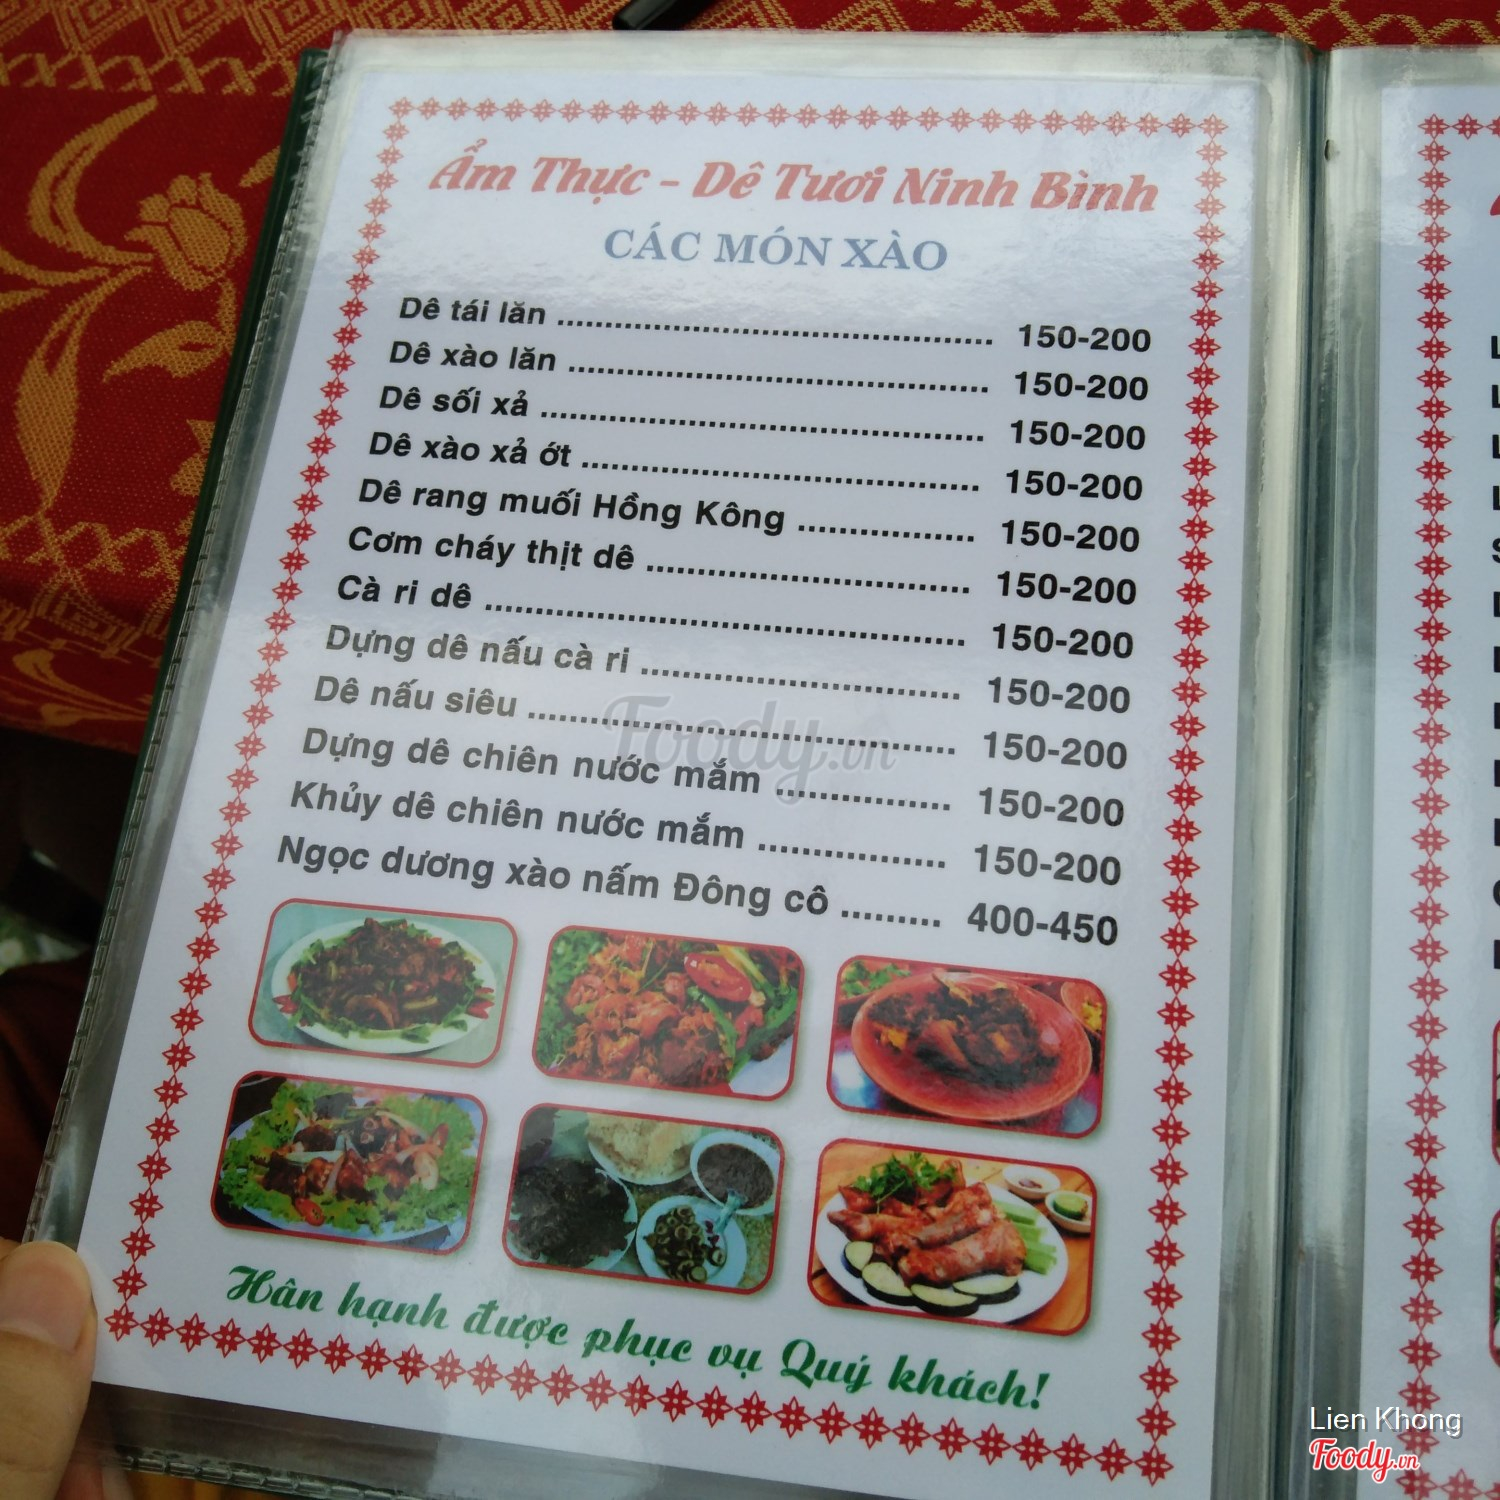 Ẩm Thực - Dê Tươi Ninh Bình
CÁC MÓN XÀO
Dê tái lăn ........................................ 150-200
Dê xào lăn ........................................ 150-200
Dê sối xả ........................................ 150-200
Dê xào xả ớt ........................................ 150-200
Dê rang muối Hồng Kông .................. 150-200
Cơm cháy thịt dê ................................ 150-200
Cà ri dê ........................................ 150-200
Dựng dê nấu cà ri ................................ 150-200
Dê nấu siêu ........................................ 150-200
Dựng dê chiên nước mắm .................. 150-200
Khủy dê chiên nước mắm .................. 150-200
Ngọc dương xào nấm Đông cô ......... 400-450
Foody.vn
Hân hạnh được phục vụ Quý khách!
Lien Khong
Foody.vn